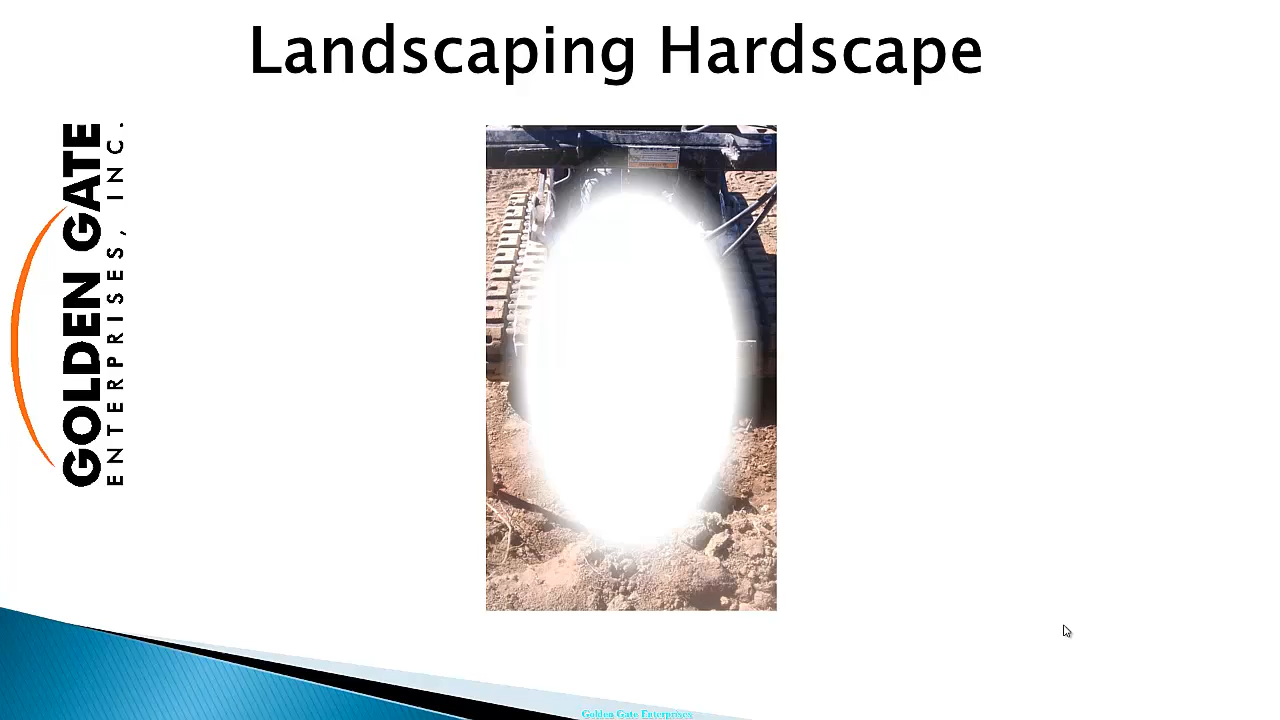 Landscaping Hardscape
GOLDEN GATE
ENTERPRISES, INC.
Golden Gate Enterprises